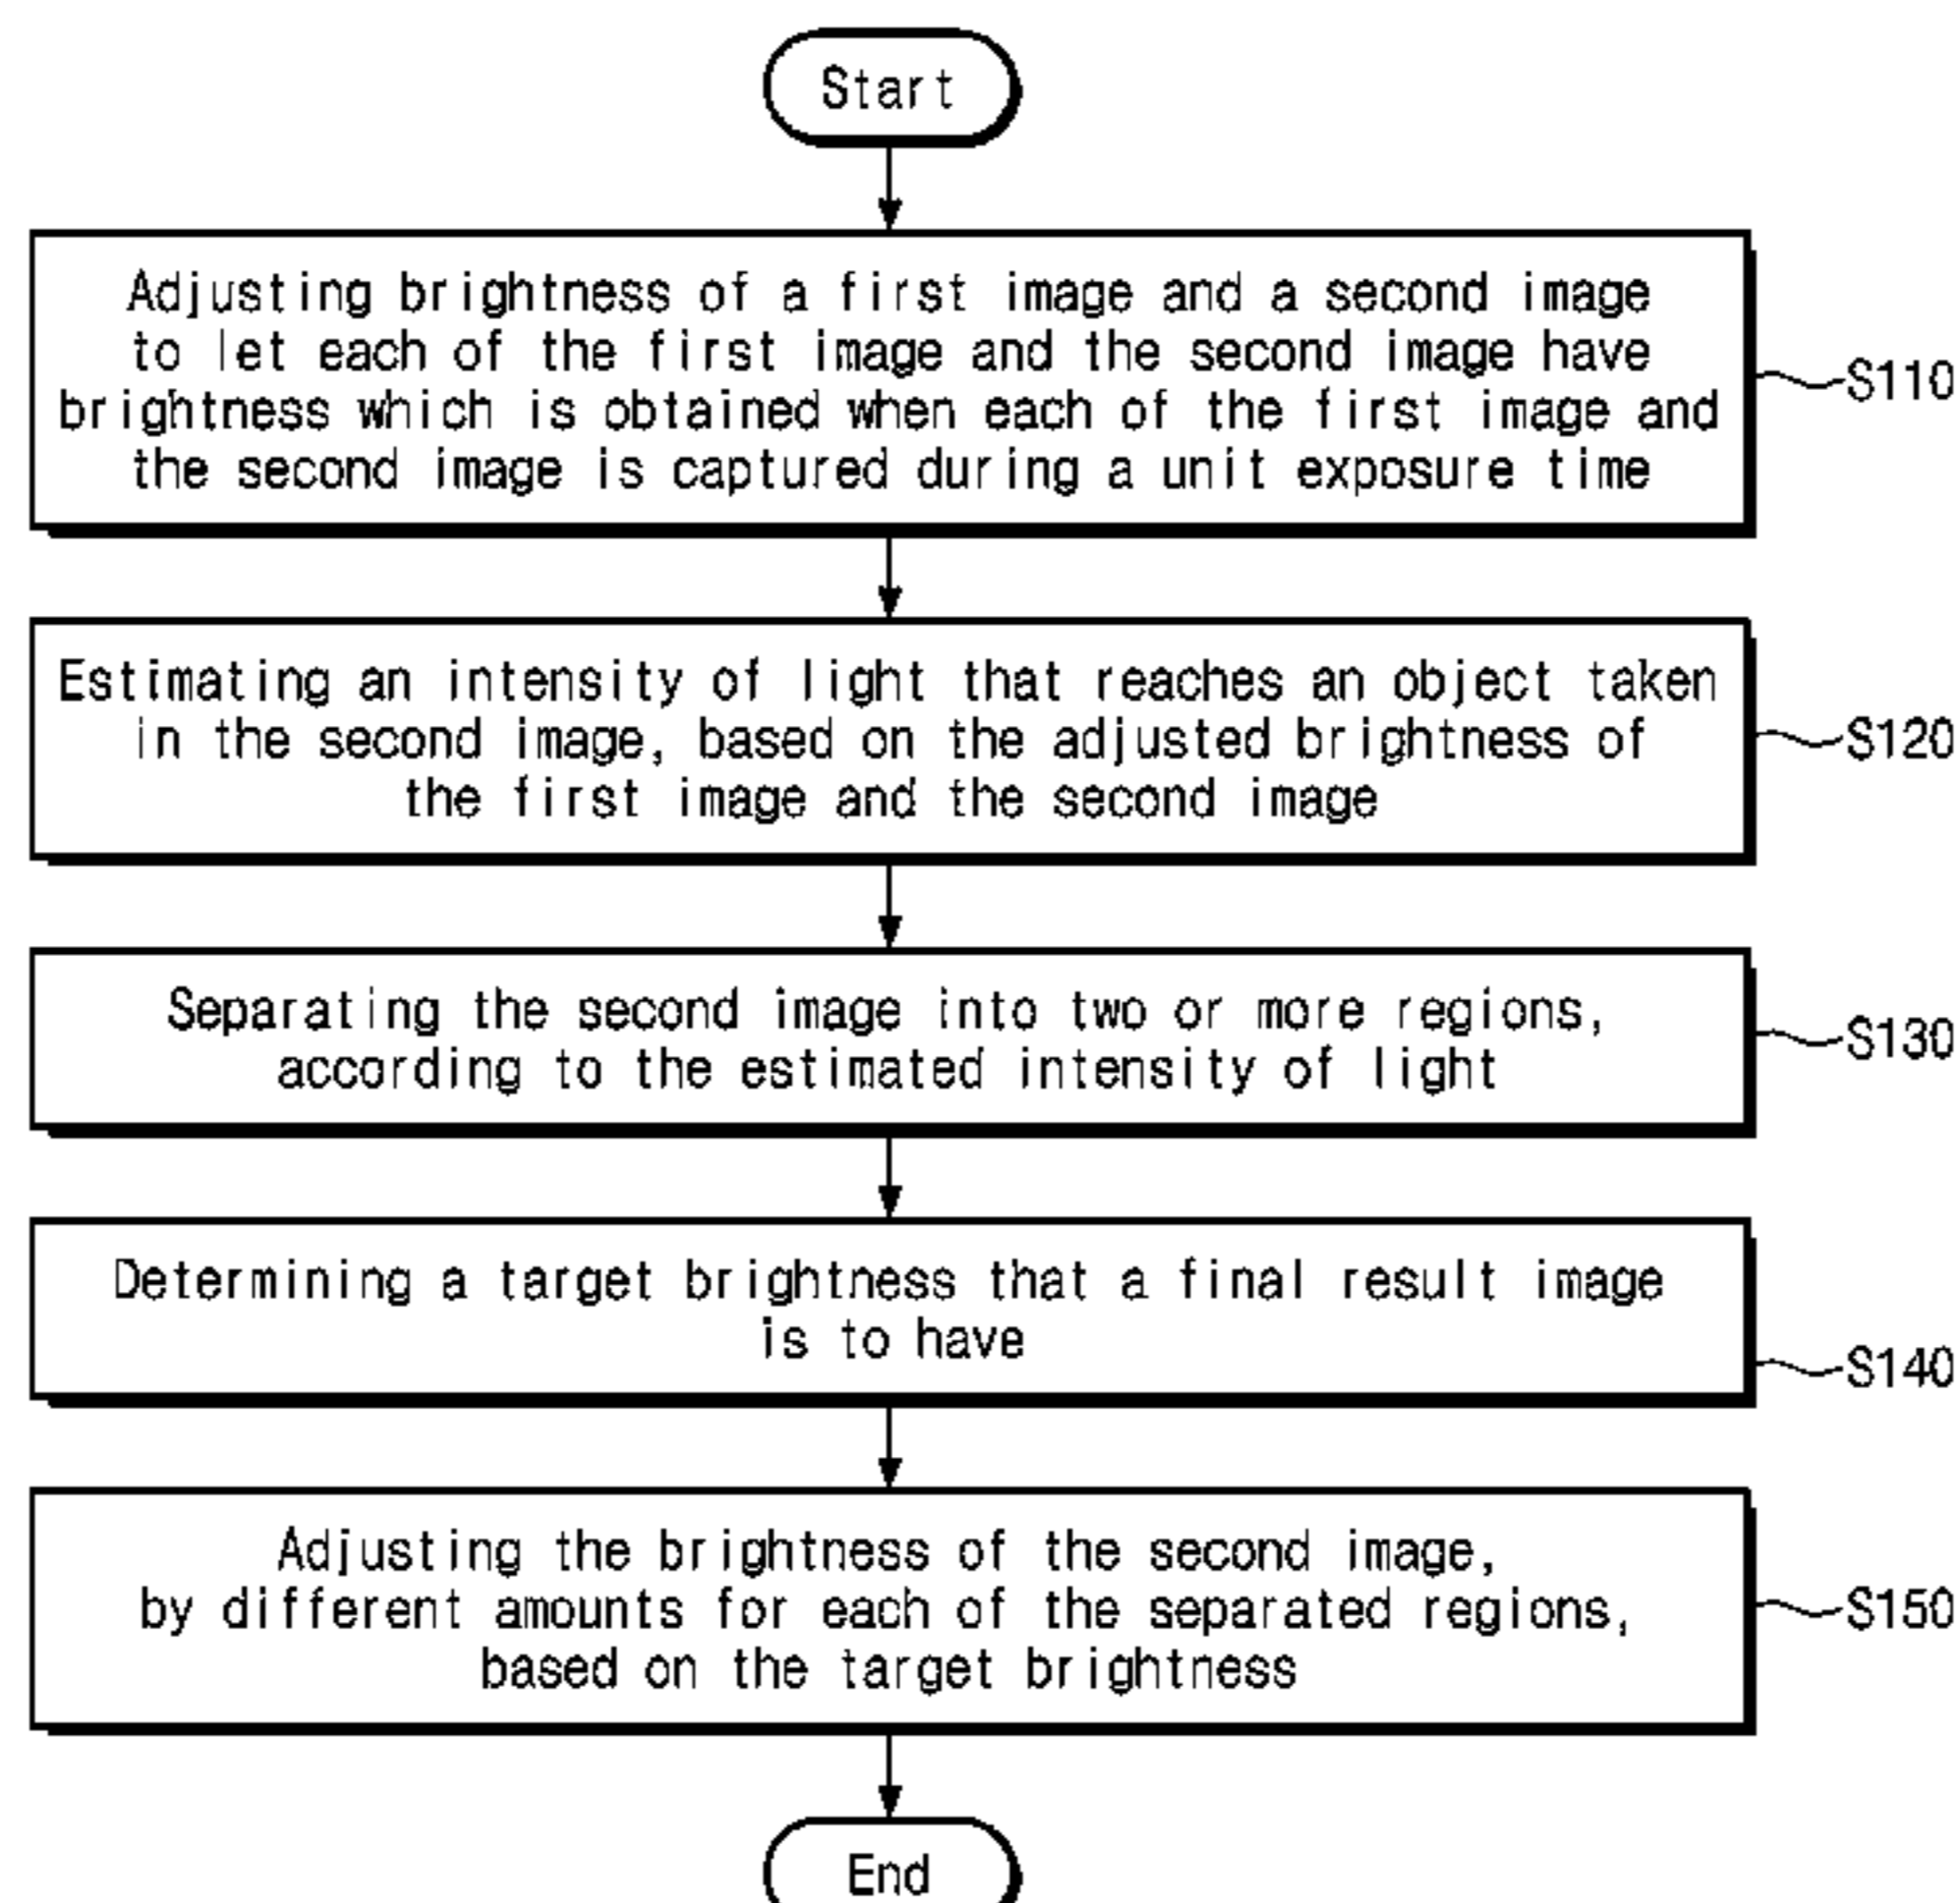 Start
Adjusting brightness of a first image and a second image
to let each of the first image and the second image have
brightness which is obtained when each of the first image and
the second image is captured during a unit exposure time
S110
Estimating an intensity of light that reaches an object taken
in the second image, based on the adjusted brightness of
the first image and the second image
S120
Separating the second image into two or more regions,
according to the estimated intensity of light
S130
Determining a target brightness that a final result image
is to have
S140
Adjusting the brightness of the second image,
by different amounts for each of the separated regions,
based on the target brightness
S150
End